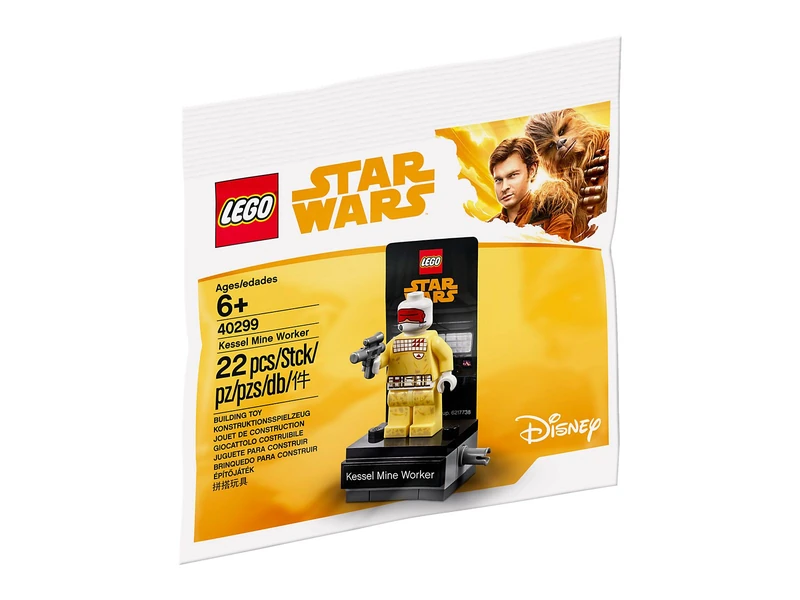 LEGO
STAR
WARS
Ages/edades
6+
40299
Kessel Mine Worker
22 pcs/Stck/
pz/pzs/db/件
BUILDING TOY
KONSTRUKTIONSSPIELZEUG
JOUET DE CONSTRUCTION
GIOCATTOLO COSTRUIBILE
JUGUETE PARA CONSTRUIR
BRINQUEDO PARA CONSTRUIR
ÉPÍTŐJÁTÉK
拼搭玩具
LEGO
STAR
WARS
6217738
Kessel Mine Worker
Disney